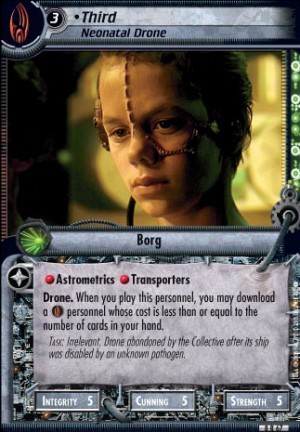 3 •Third
Neonatal Drone
Borg
Astrometrics Transporters
Drone. When you play this personnel, you may download
a personnel whose cost is less than or equal to the
number of cards in your hand.
Task: Irrelevant. Drone abandoned by the Collective after its ship
was disabled by an unknown pathogen.
Integrity 5 Cunning 5 Strength 5